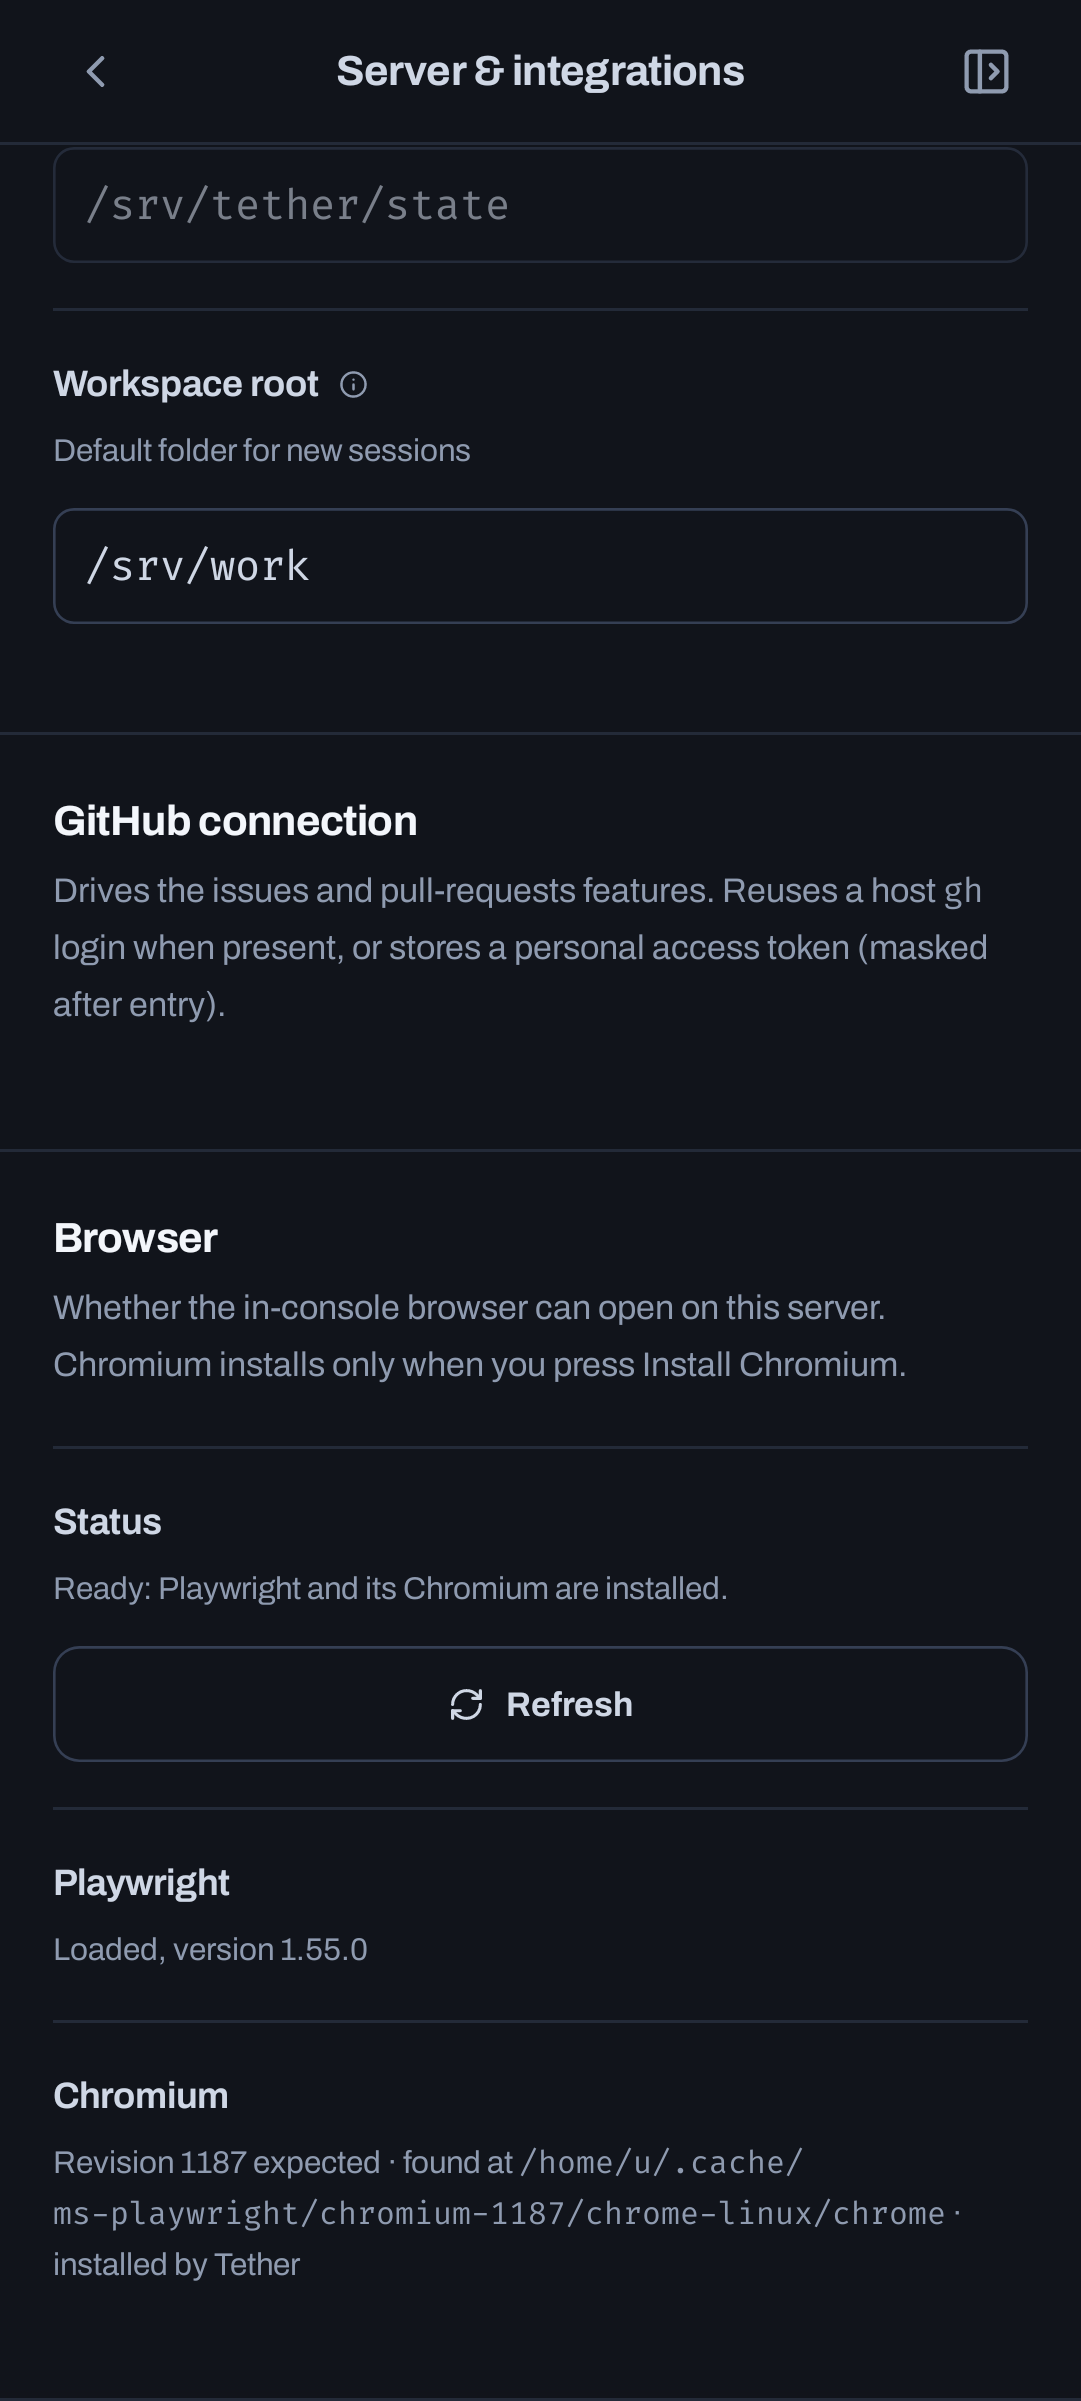 Server & integrations
/srv/tether/state
Workspace root
Default folder for new sessions
/srv/work
GitHub connection
Drives the issues and pull-requests features. Reuses a host gh
login when present, or stores a personal access token (masked
after entry).
Browser
Whether the in-console browser can open on this server.
Chromium installs only when you press Install Chromium.
Status
Ready: Playwright and its Chromium are installed.
Refresh
Playwright
Loaded, version 1.55.0
Chromium
Revision 1187 expected · found at /home/u/.cache/
ms-playwright/chromium-1187/chrome-linux/chrome ·
installed by Tether